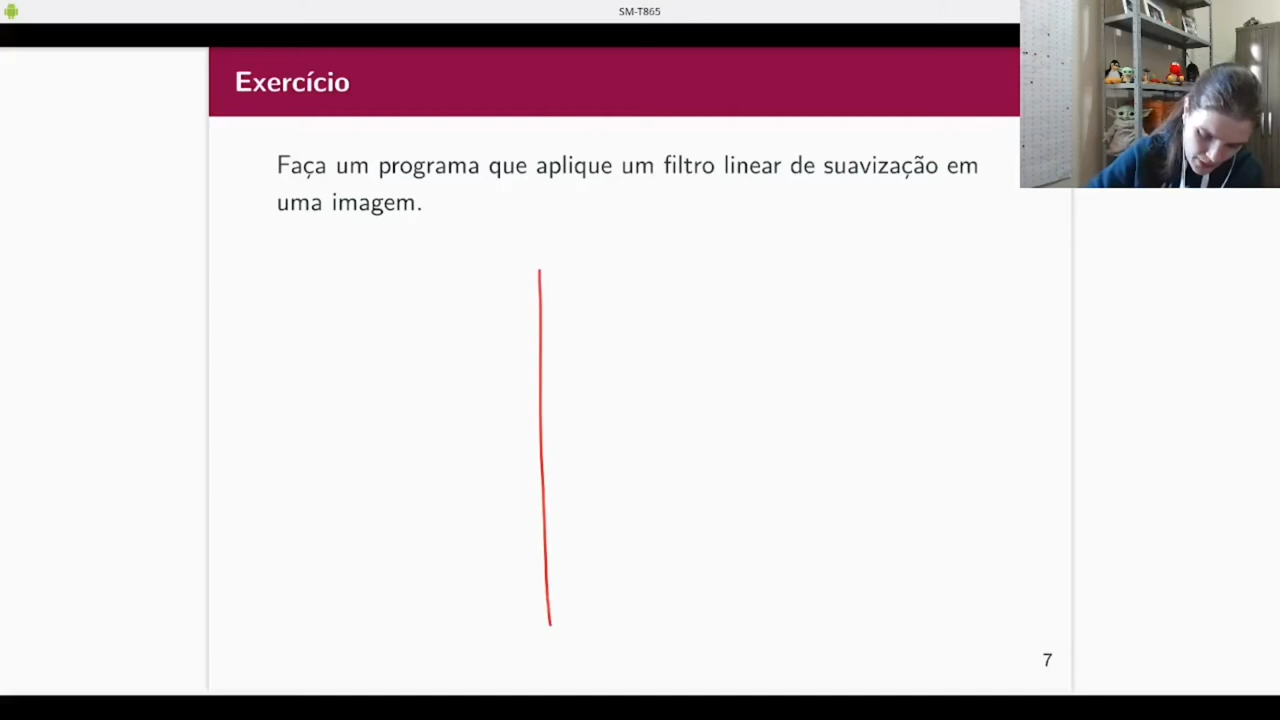 SM-T865
Exercício
Faça um programa que aplique um filtro linear de suavização em
uma imagem.
7